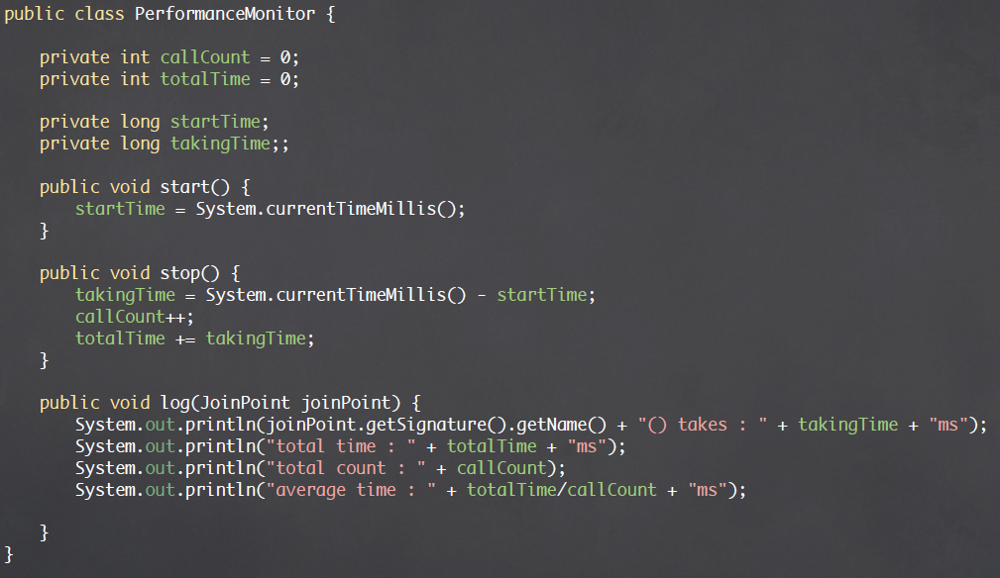 public class PerformanceMonitor {
private int callCount = 0;
private int totalTime = 0;
private long startTime;
private long takingTime;;
public void start() {
startTime = System.currentTimeMillis();
}
public void stop() {
takingTime = System.currentTimeMillis() - startTime;
callCount++;
totalTime += takingTime;
}
public void log(JoinPoint joinPoint) {
System.out.println(joinPoint.getSignature().getName() + "() takes : " + takingTime + "ms");
System.out.println("total time : " + totalTime + "ms");
System.out.println("total count : " + callCount);
System.out.println("average time : " + totalTime/callCount + "ms");
}
}